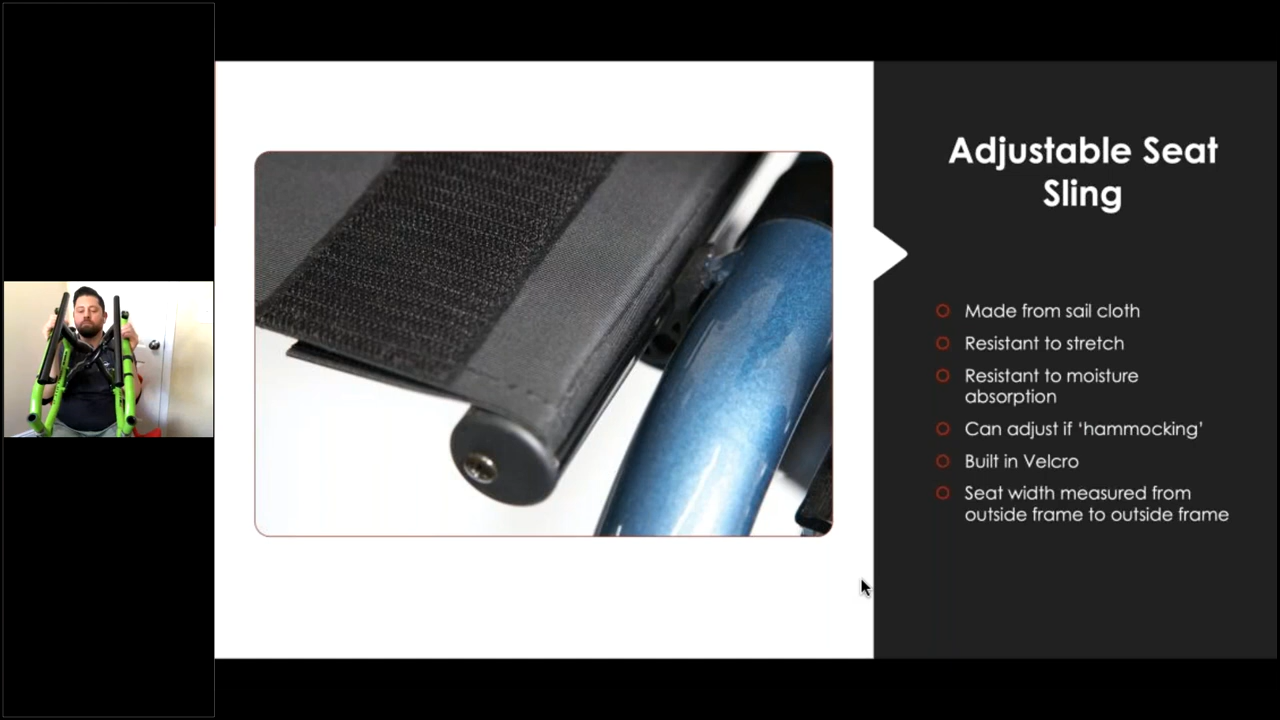 Adjustable Seat
Sling
Made from sail cloth
Resistant to stretch
Resistant to moisture
absorption
Can adjust if ‘hammocking’
Built in Velcro
Seat width measured from
outside frame to outside frame